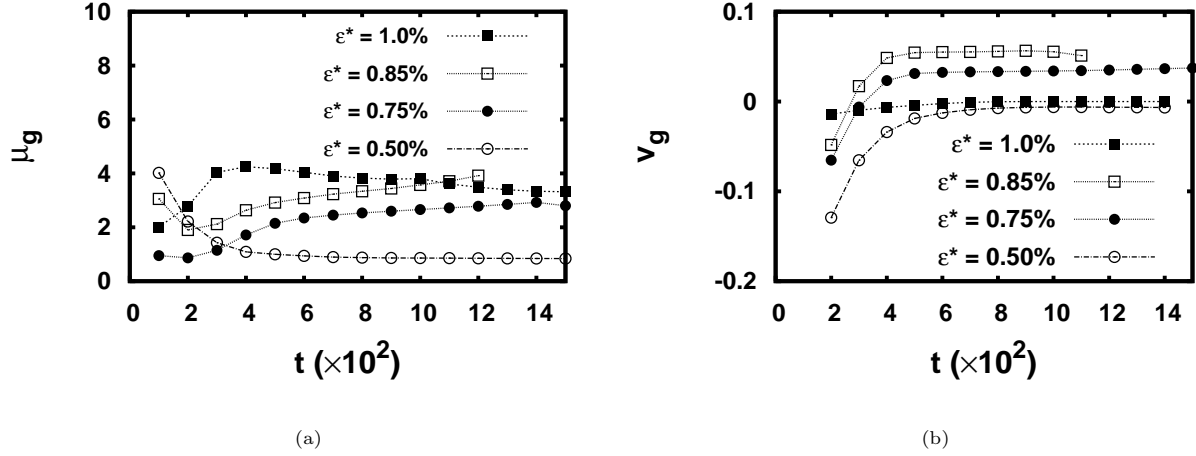 10
8
6
4
2
0
μg
ε* = 1.0%
ε* = 0.85%
ε* = 0.75%
ε* = 0.50%
0 2 4 6 8 10 12 14
t (×10²)
(a)
0.1
0
-0.1
-0.2
vg
ε* = 1.0%
ε* = 0.85%
ε* = 0.75%
ε* = 0.50%
0 2 4 6 8 10 12 14
t (×10²)
(b)